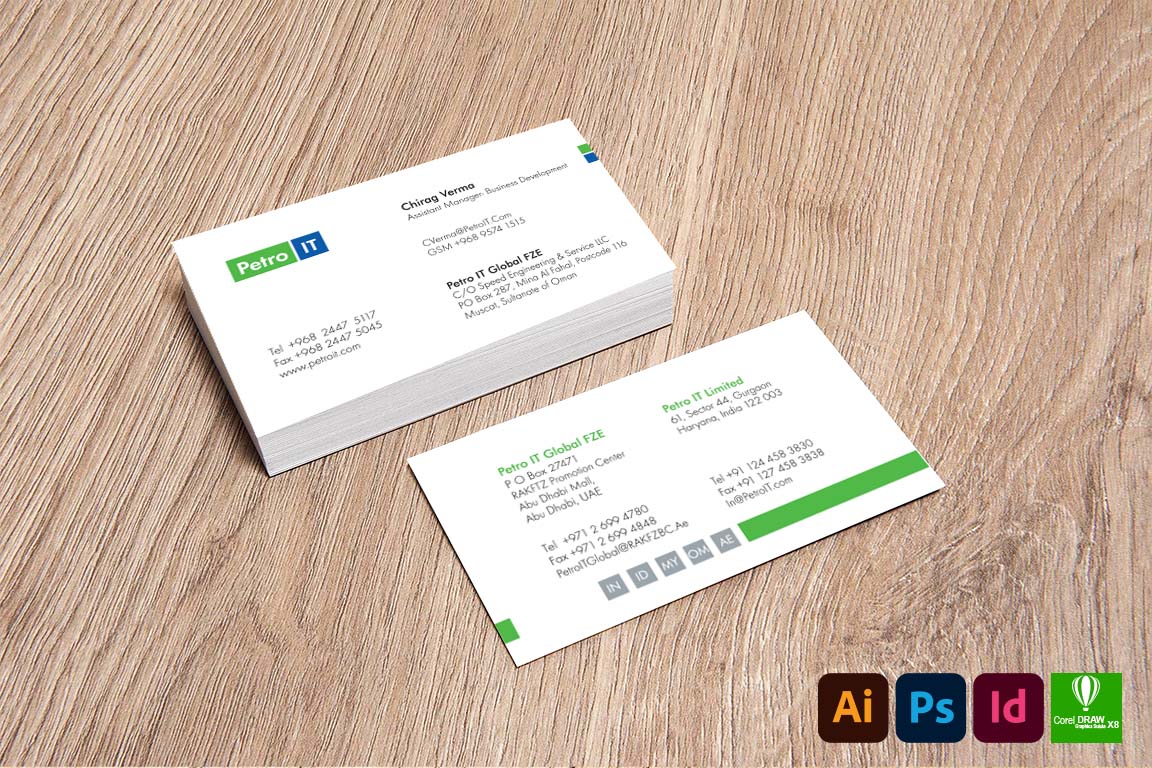 Petro IT
Chirag Verma
Assistant Manager- Business Development
CVerma@PetroIT.Com
GSM +968 9574 1515
Petro IT Global FZE
C/O Speed Engineering & Service LLC
PO Box 287, Mina Al Fahal, Postcode 116
Muscat, Sultanate of Oman
Tel +968 2447 5117
Fax +968 2447 5045
www.petroit.com
Petro IT Global FZE
P O Box 27471
RAKFTZ Promotion Center
Abu Dhabi Mall,
Abu Dhabi, UAE
Tel +971 2 699 4780
Fax +971 2 699 4848
PetroITGlobal@RAKFZBC.Ae
Petro IT Limited
61, Sector 44, Gurgaon
Haryana, India 122 003
Tel +91 124 458 3830
Fax +91 127 458 3838
In@PetroIT.com
IN ID MY OM AE
Ai Ps Id
Corel DRAW
Graphics Suite X8